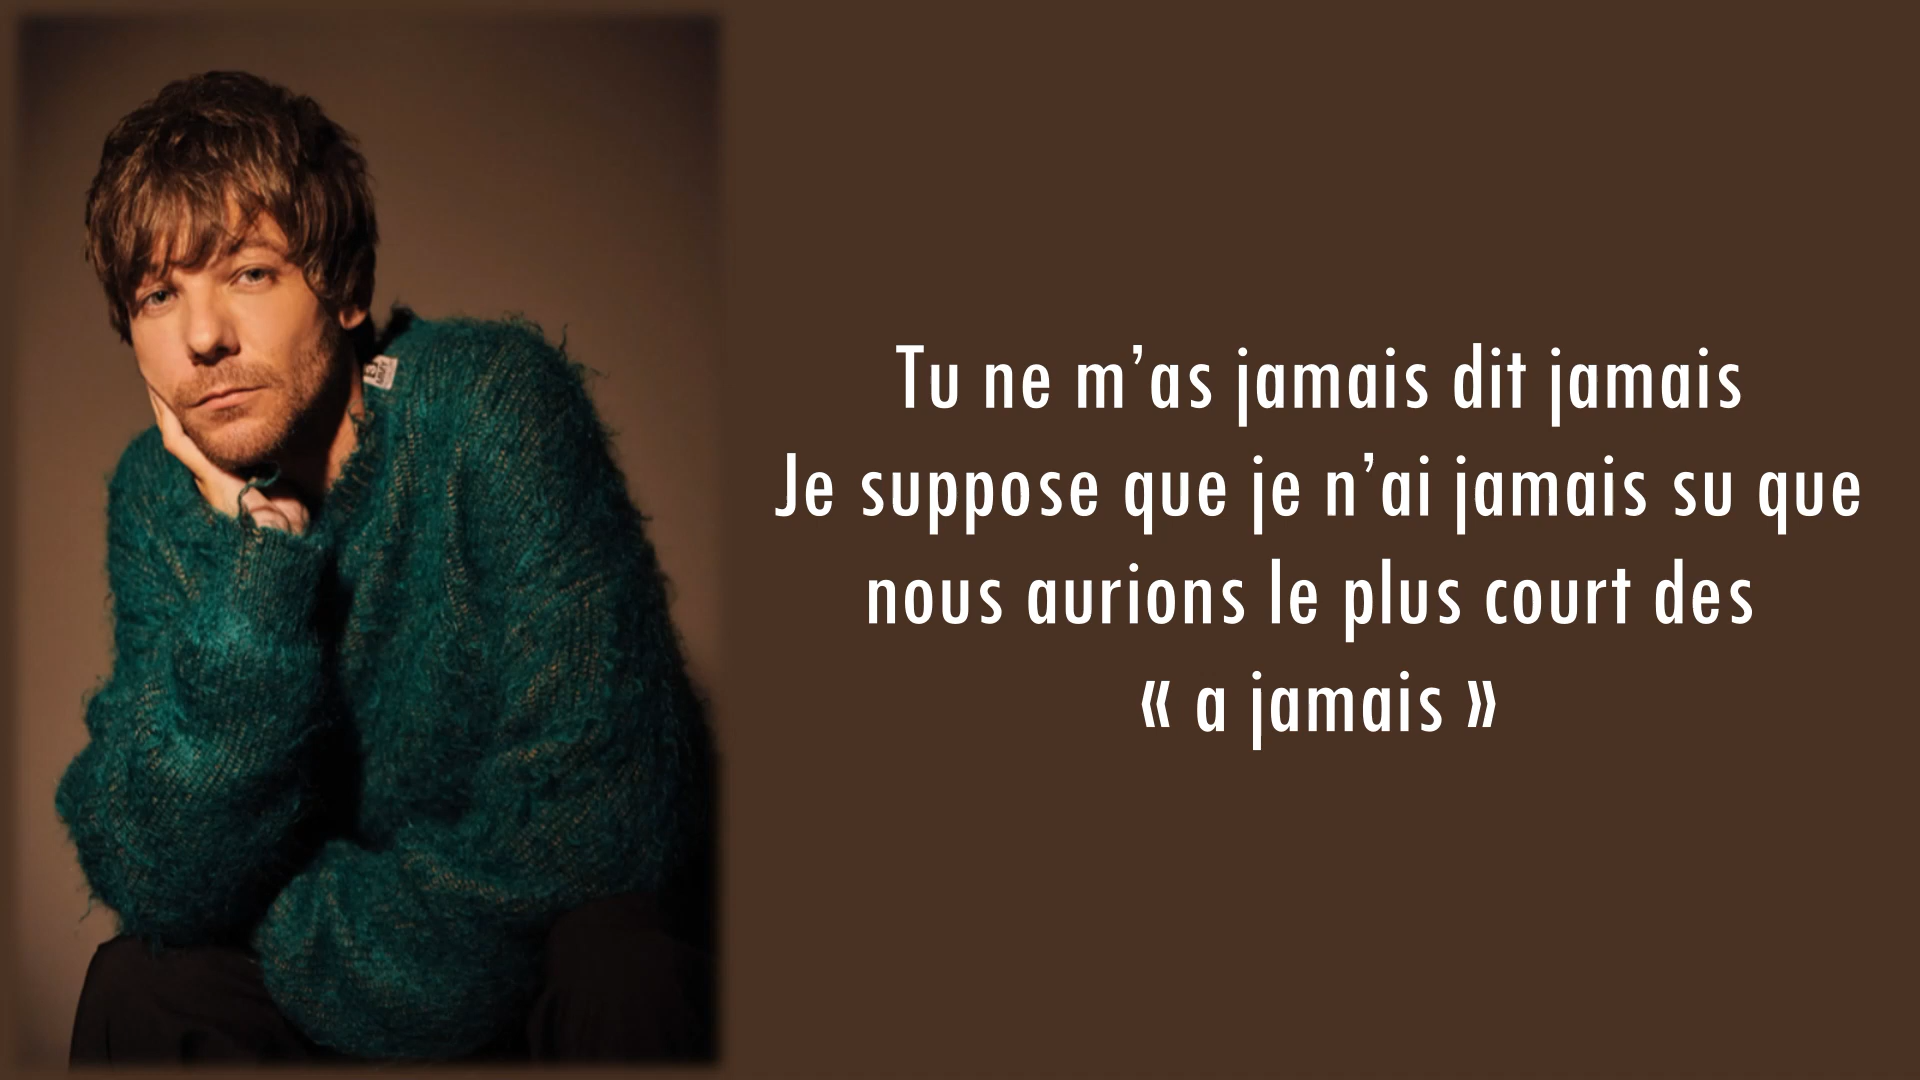 Tu ne m’as jamais dit jamais
Je suppose que je n’ai jamais su que
nous aurions le plus court des
« a jamais »